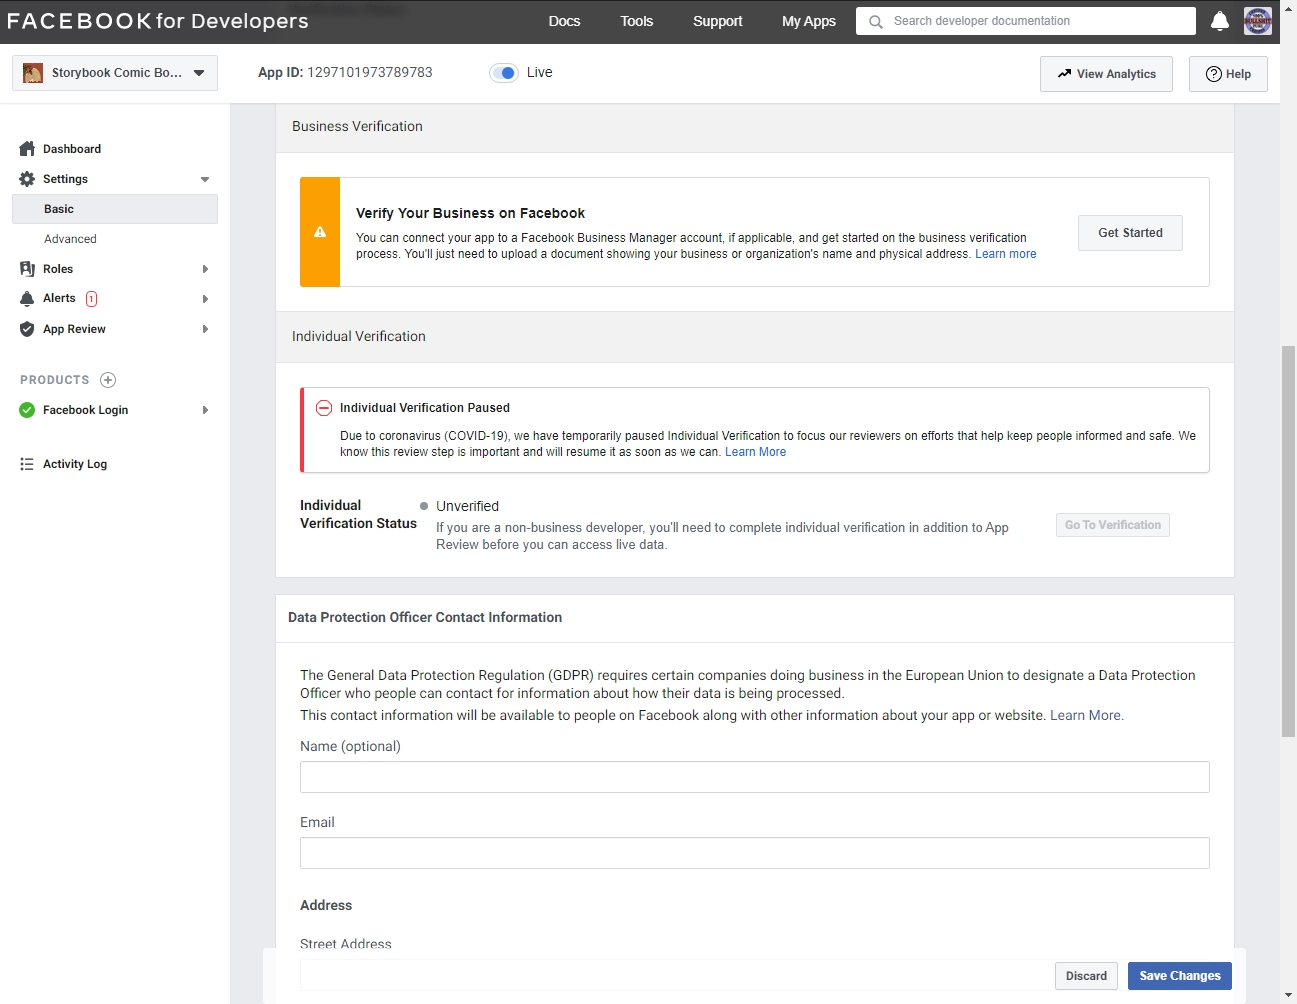 FACEBOOK for Developers
Docs
Tools
Support
My Apps
Search developer documentation
Storybook Comic Bo...
App ID: 1297101973789783
Live
View Analytics
Help
Dashboard
Settings
Basic
Advanced
Roles
Alerts 1
App Review
PRODUCTS
Facebook Login
Activity Log
Business Verification
Verify Your Business on Facebook
You can connect your app to a Facebook Business Manager account, if applicable, and get started on the business verification
process. You'll just need to upload a document showing your business or organization's name and physical address. Learn more
Get Started
Individual Verification
Individual Verification Paused
Due to coronavirus (COVID-19), we have temporarily paused Individual Verification to focus our reviewers on efforts that help keep people informed and safe. We
know this review step is important and will resume it as soon as we can. Learn More
Individual
Verification Status
Unverified
If you are a non-business developer, you'll need to complete individual verification in addition to App
Review before you can access live data.
Go To Verification
Data Protection Officer Contact Information
The General Data Protection Regulation (GDPR) requires certain companies doing business in the European Union to designate a Data Protection
Officer who people can contact for information about how their data is being processed.
This contact information will be available to people on Facebook along with other information about your app or website. Learn More.
Name (optional)
Email
Address
Street Address
Discard
Save Changes